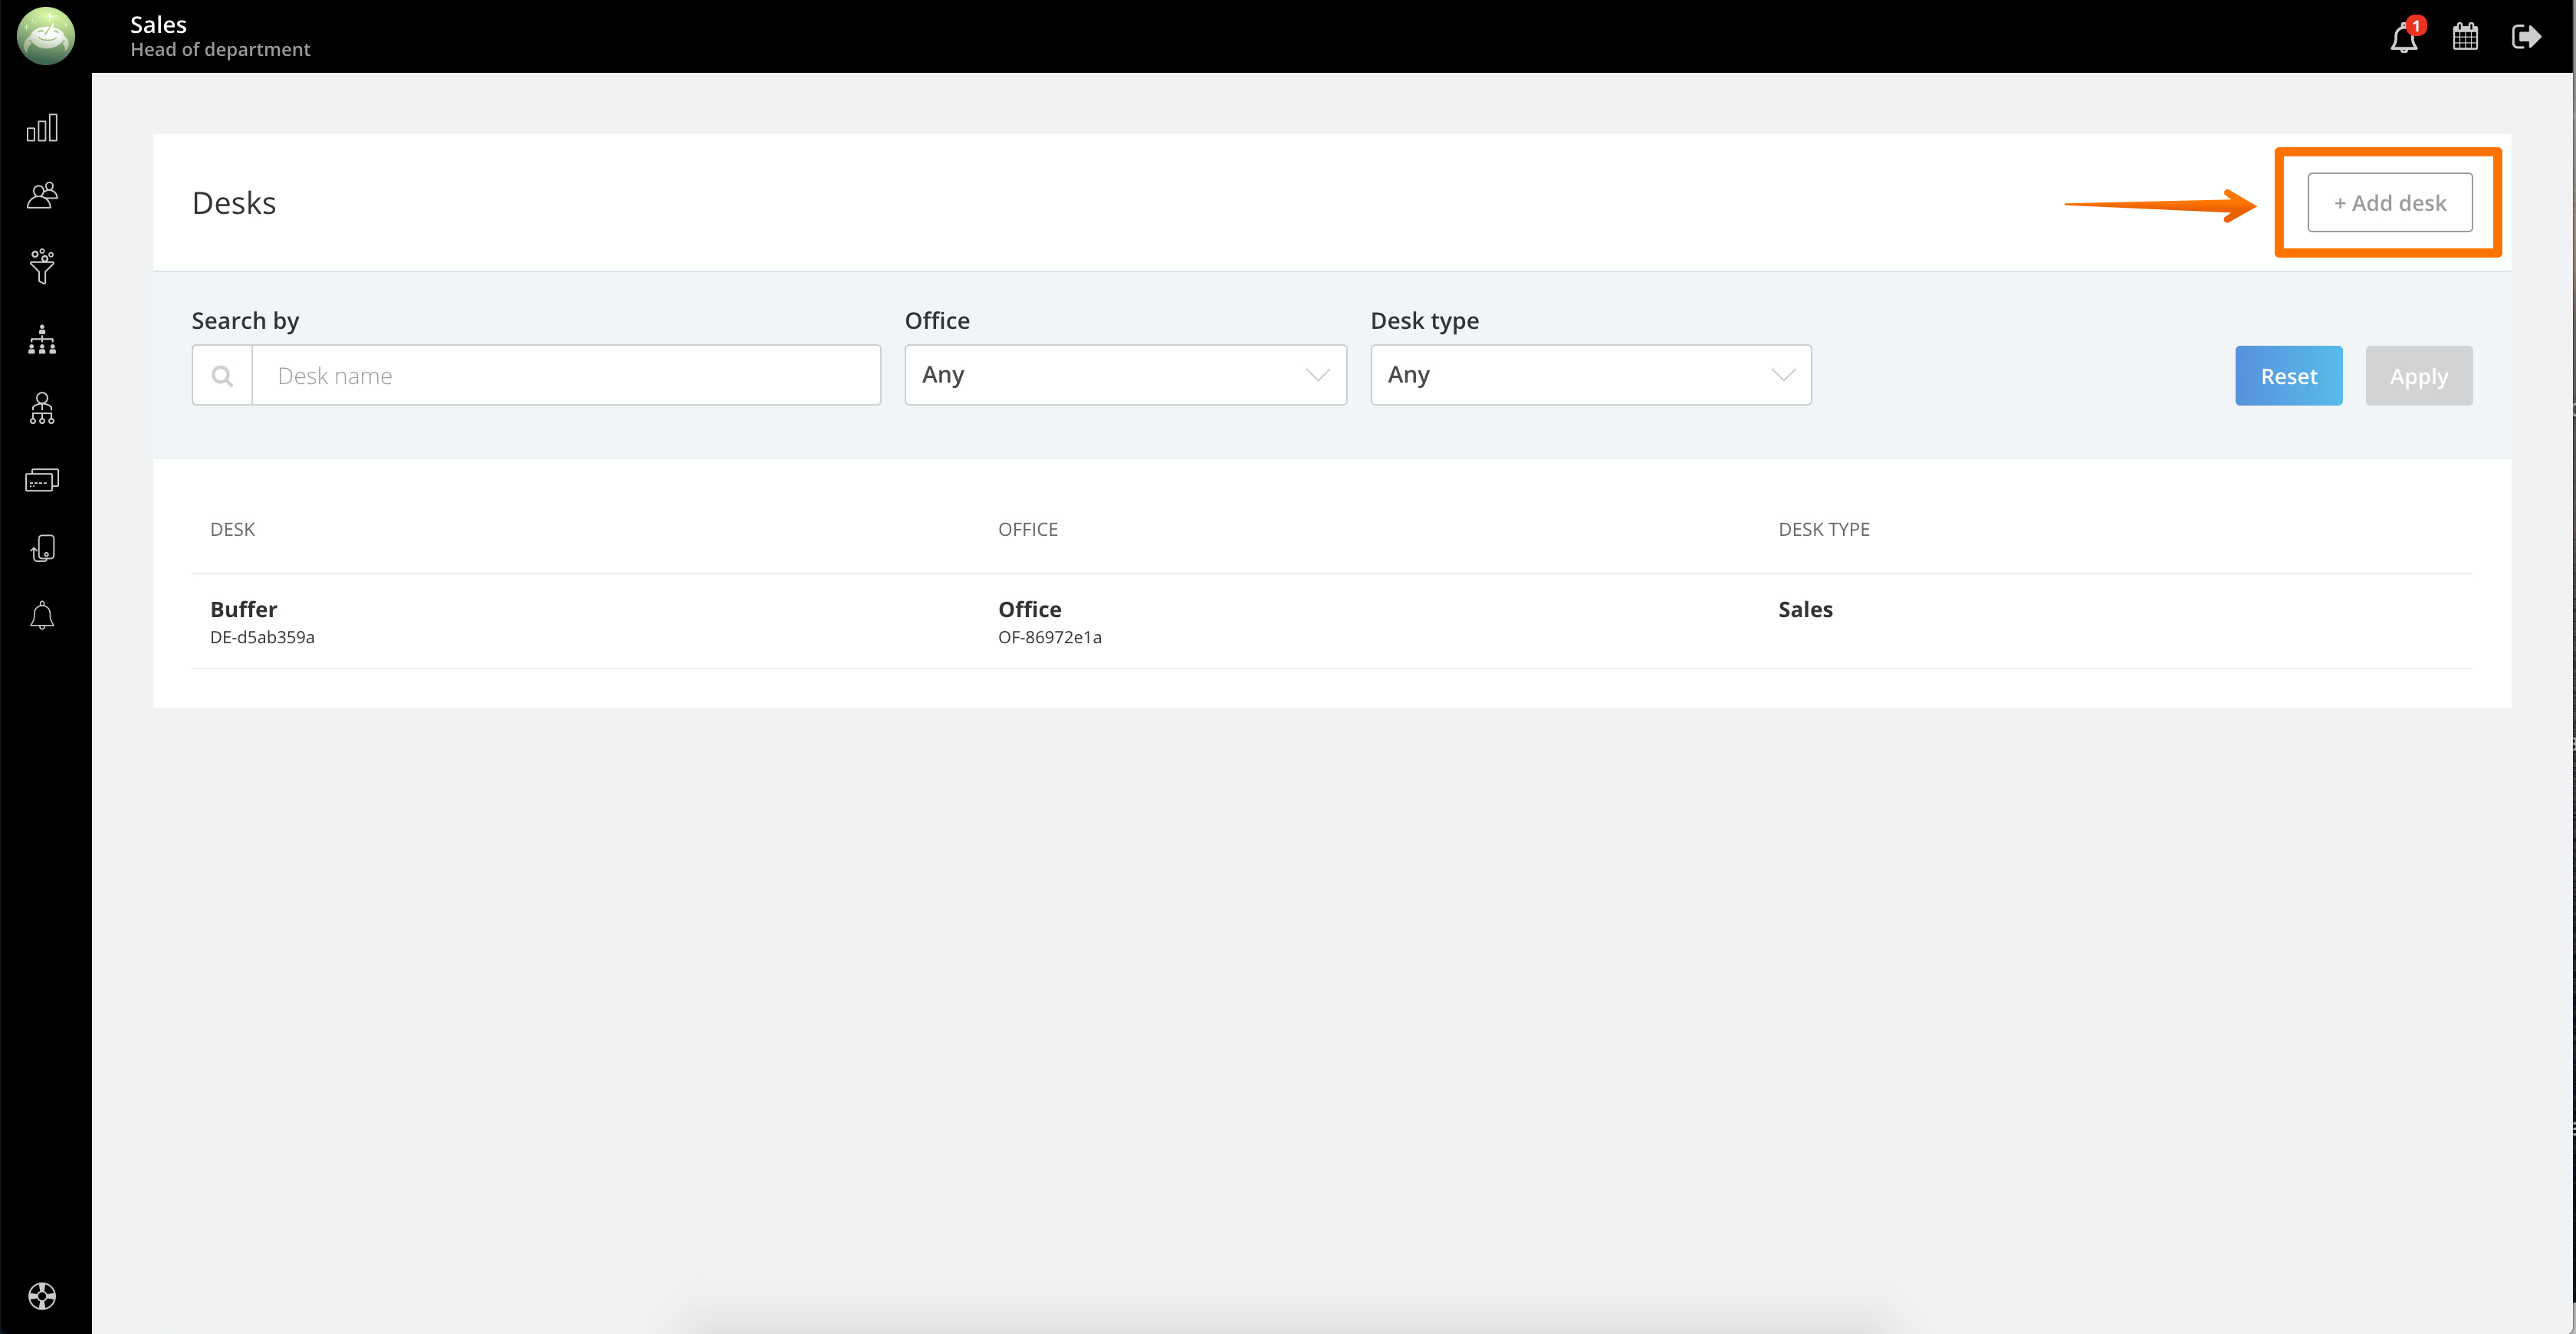 Sales
Head of department
1
Desks
+ Add desk
Search by
Office
Desk type
Desk name
Any
Any
Reset
Apply
DESK
OFFICE
DESK TYPE
Buffer
Office
Sales
DE-d5ab359a
OF-86972e1a